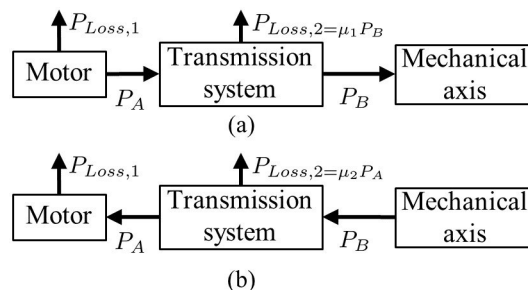 P_{Loss,1} P_{Loss,2=μ_1 P_B}
Motor Transmission system Mechanical axis
P_A P_B
(a)
P_{Loss,1} P_{Loss,2=μ_2 P_A}
Motor Transmission system Mechanical axis
P_A P_B
(b)